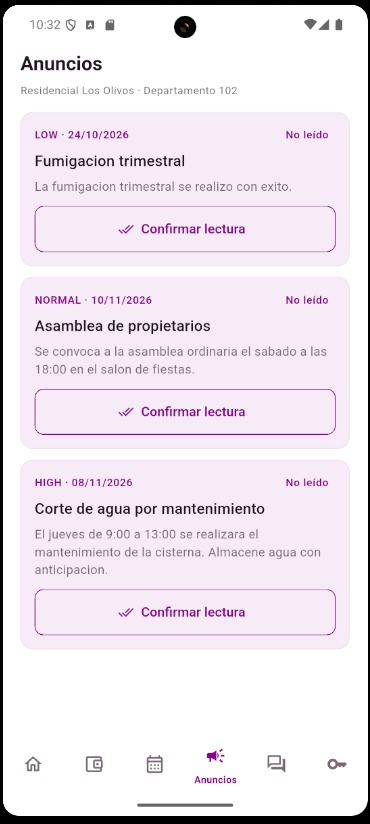 10:32
Anuncios
Residencial Los Olivos · Departamento 102
LOW · 24/10/2026 No leído
Fumigacion trimestral
La fumigacion trimestral se realizo con exito.
Confirmar lectura
NORMAL · 10/11/2026 No leído
Asamblea de propietarios
Se convoca a la asamblea ordinaria el sabado a las
18:00 en el salon de fiestas.
Confirmar lectura
HIGH · 08/11/2026 No leído
Corte de agua por mantenimiento
El jueves de 9:00 a 13:00 se realizara el
mantenimiento de la cisterna. Almacene agua con
anticipacion.
Confirmar lectura
Anuncios